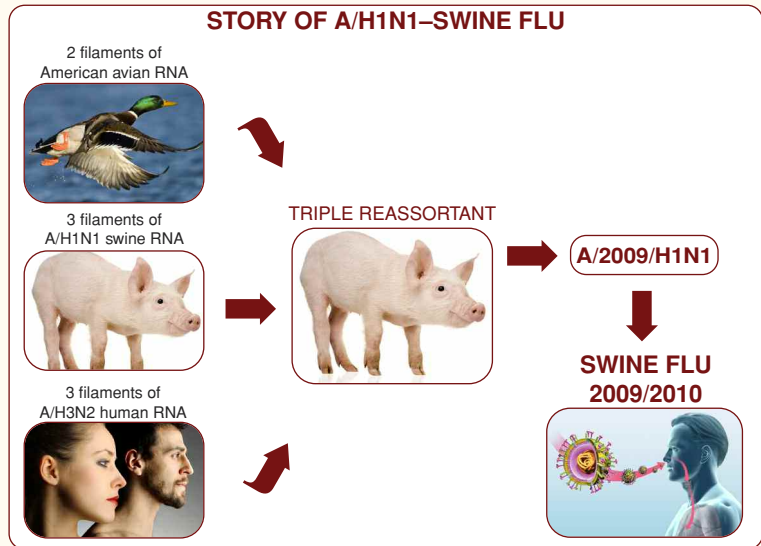 STORY OF A/H1N1–SWINE FLU
2 filaments of
American avian RNA
3 filaments of
A/H1N1 swine RNA
3 filaments of
A/H3N2 human RNA
TRIPLE REASSORTANT
A/2009/H1N1
SWINE FLU
2009/2010